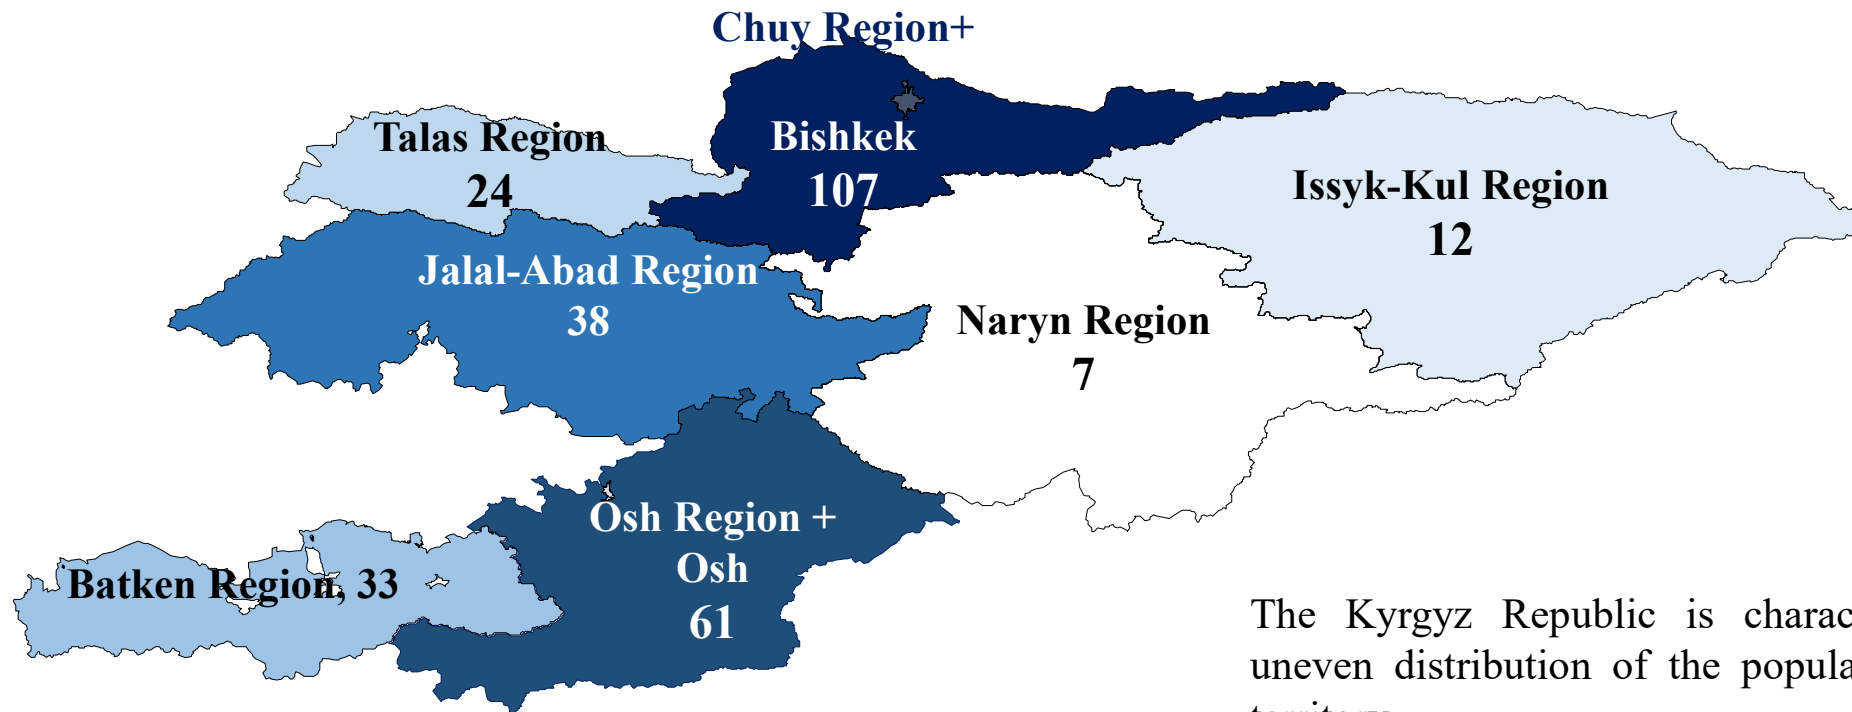 Chuy Region+
Bishkek
107
Talas Region
24
Issyk-Kul Region
12
Jalal-Abad Region
38
Naryn Region
7
Osh Region +
Osh
61
Batken Region, 33
The Kyrgyz Republic is charac
uneven distribution of the popula